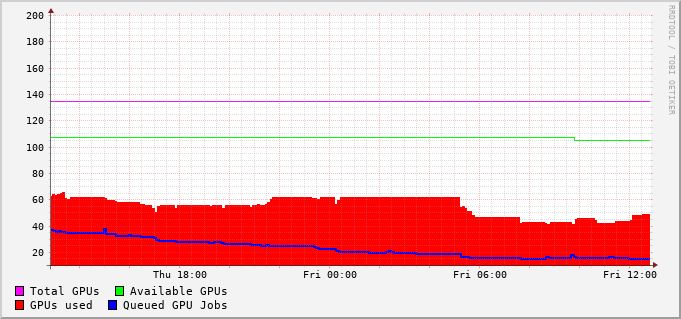 200
180
160
140
120
100
80
60
40
20
Thu 18:00 Fri 00:00 Fri 06:00 Fri 12:00
Total GPUs Available GPUs
GPUs used Queued GPU Jobs
RRDTOOL / TOBI OETIKER